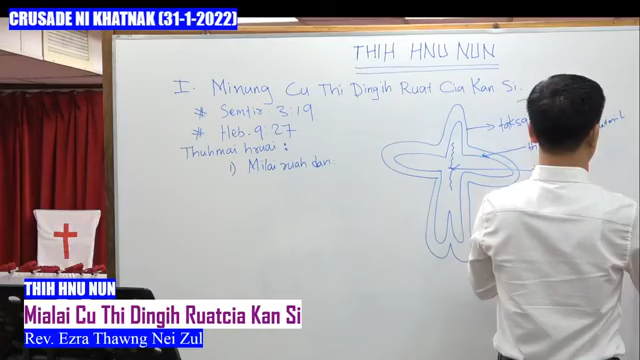 CRUSADE NI KHATNAK (31-1-2022)
THIH HNU NUN
I. Minung Cu Thi Dingih Ruat Cia Kan Si.
# Semtir 3:19
# Heb. 9:27
Thuhmai hruai :
1) Milai ruah dan
taksa
THIH HNU NUN
Mialai Cu Thi Dingih Ruatcia Kan Si
Rev. Ezra Thawng Nei Zul